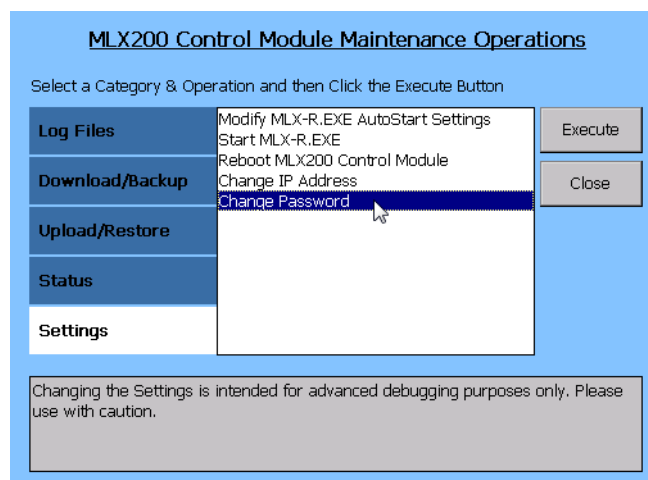 MLX200 Control Module Maintenance Operations
Select a Category & Operation and then Click the Execute Button
Log Files
Download/Backup
Upload/Restore
Status
Settings
Modify MLX-R.EXE AutoStart Settings
Start MLX-R.EXE
Reboot MLX200 Control Module
Change IP Address
Change Password
Execute
Close
Changing the Settings is intended for advanced debugging purposes only. Please
use with caution.